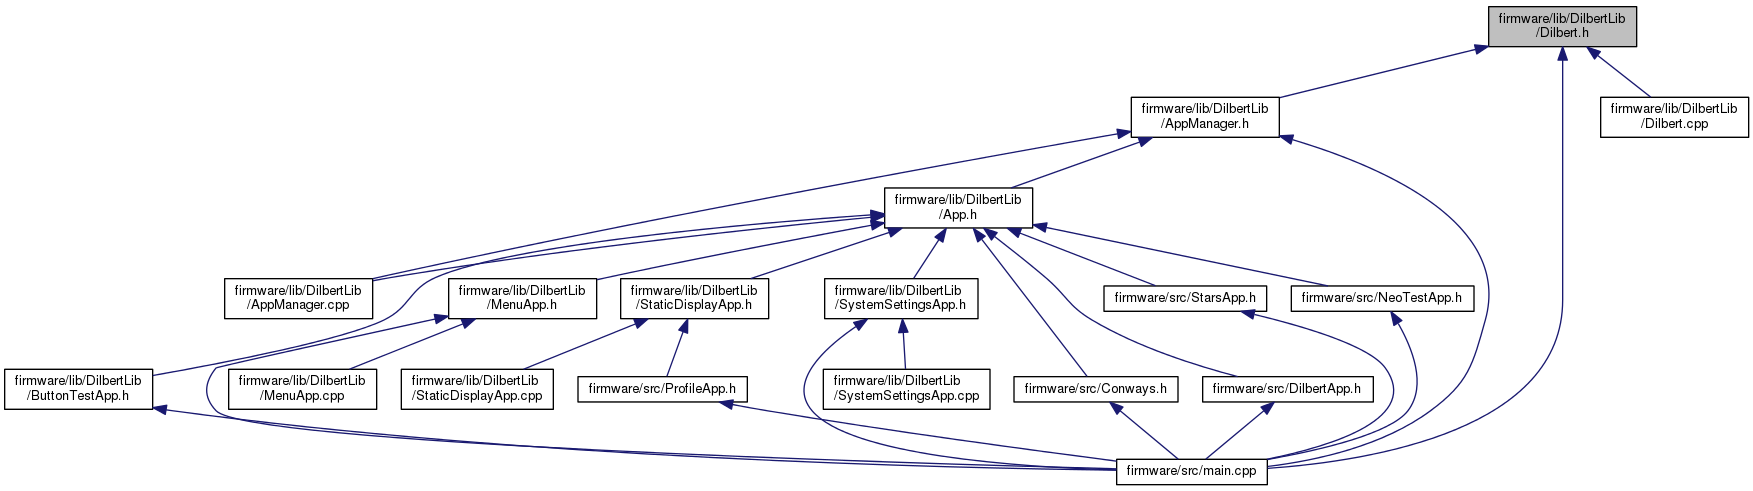 firmware/lib/DilbertLib
/Dilbert.h
firmware/lib/DilbertLib
/AppManager.h
firmware/lib/DilbertLib
/Dilbert.cpp
firmware/lib/DilbertLib
/App.h
firmware/lib/DilbertLib
/AppManager.cpp
firmware/lib/DilbertLib
/MenuApp.h
firmware/lib/DilbertLib
/StaticDisplayApp.h
firmware/lib/DilbertLib
/SystemSettingsApp.h
firmware/src/StarsApp.h
firmware/src/NeoTestApp.h
firmware/lib/DilbertLib
/ButtonTestApp.h
firmware/lib/DilbertLib
/MenuApp.cpp
firmware/lib/DilbertLib
/StaticDisplayApp.cpp
firmware/src/ProfileApp.h
firmware/lib/DilbertLib
/SystemSettingsApp.cpp
firmware/src/Conways.h
firmware/src/DilbertApp.h
firmware/src/main.cpp